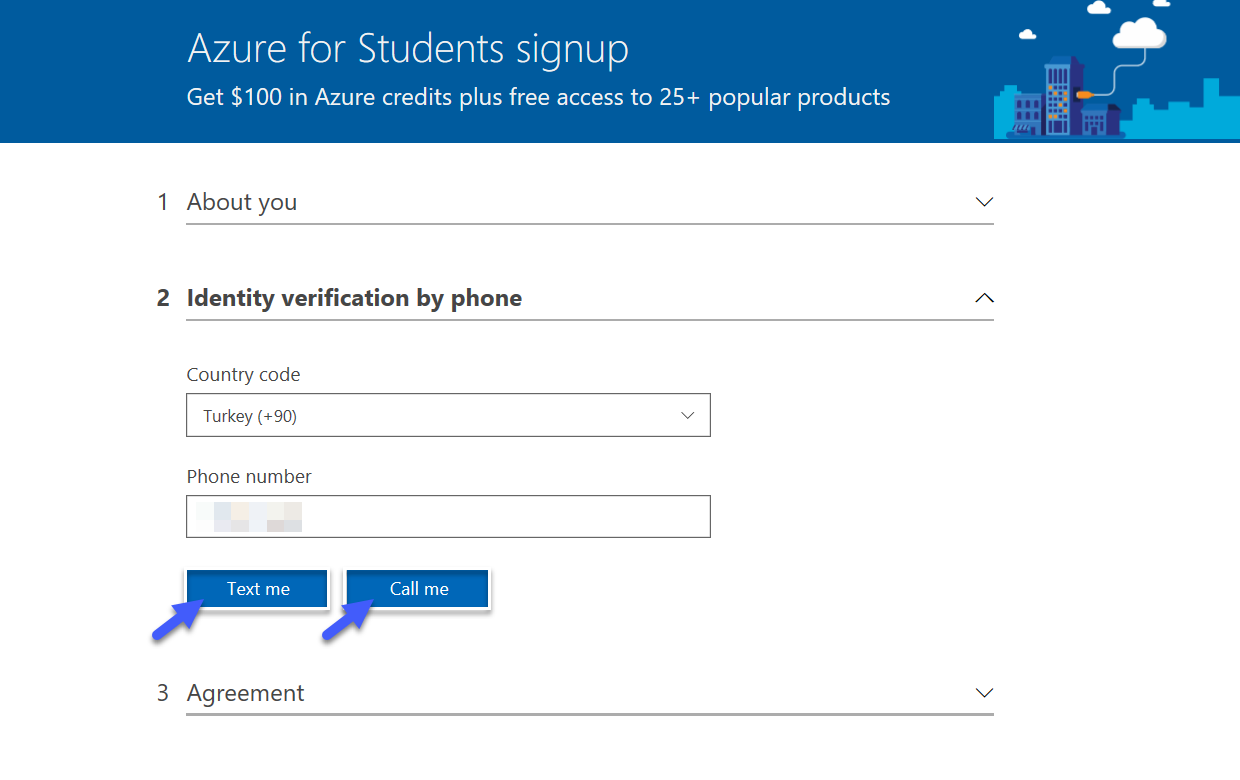 Azure for Students signup
Get $100 in Azure credits plus free access to 25+ popular products
1 About you
2 Identity verification by phone
Country code
Turkey (+90)
Phone number
Text me Call me
3 Agreement